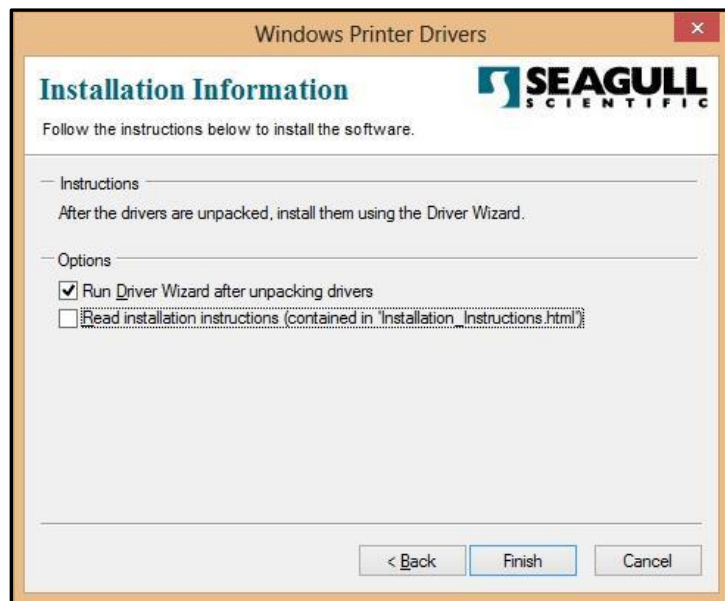 Windows Printer Drivers
x
Installation Information
SEAGULL
SCIENTIFIC
Follow the instructions below to install the software.
Instructions
After the drivers are unpacked, install them using the Driver Wizard.
Options
Run Driver Wizard after unpacking drivers
Read installation instructions (contained in 'Installation_Instructions.html')
< Back
Finish
Cancel